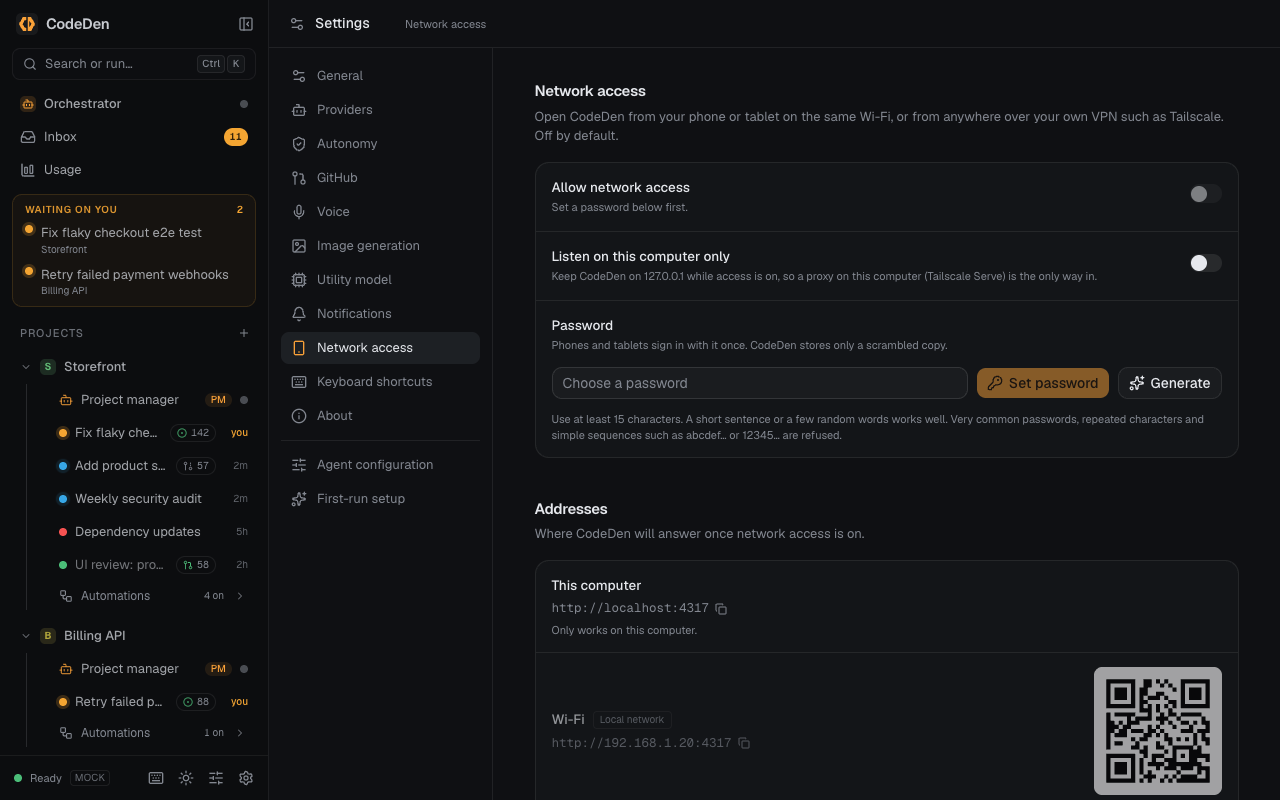 CodeDen
Search or run… Ctrl K
Orchestrator
Inbox 11
Usage
WAITING ON YOU 2
Fix flaky checkout e2e test
Storefront
Retry failed payment webhooks
Billing API
PROJECTS
S Storefront
Project manager PM
Fix flaky che… 142 you
Add product s… 57 2m
Weekly security audit 2m
Dependency updates 5h
UI review: pro… 58 2h
Automations 4 on
B Billing API
Project manager PM
Retry failed p… 88 you
Automations 1 on
Ready MOCK
Settings Network access
General
Providers
Autonomy
GitHub
Voice
Image generation
Utility model
Notifications
Network access
Keyboard shortcuts
About
Agent configuration
First-run setup
Network access
Open CodeDen from your phone or tablet on the same Wi-Fi, or from anywhere over your own VPN such as Tailscale.
Off by default.
Allow network access
Set a password below first.
Listen on this computer only
Keep CodeDen on 127.0.0.1 while access is on, so a proxy on this computer (Tailscale Serve) is the only way in.
Password
Phones and tablets sign in with it once. CodeDen stores only a scrambled copy.
Choose a password Set password Generate
Use at least 15 characters. A short sentence or a few random words works well. Very common passwords, repeated characters and
simple sequences such as abcdef… or 12345… are refused.
Addresses
Where CodeDen will answer once network access is on.
This computer
http://localhost:4317
Only works on this computer.
Wi-Fi Local network
http://192.168.1.20:4317